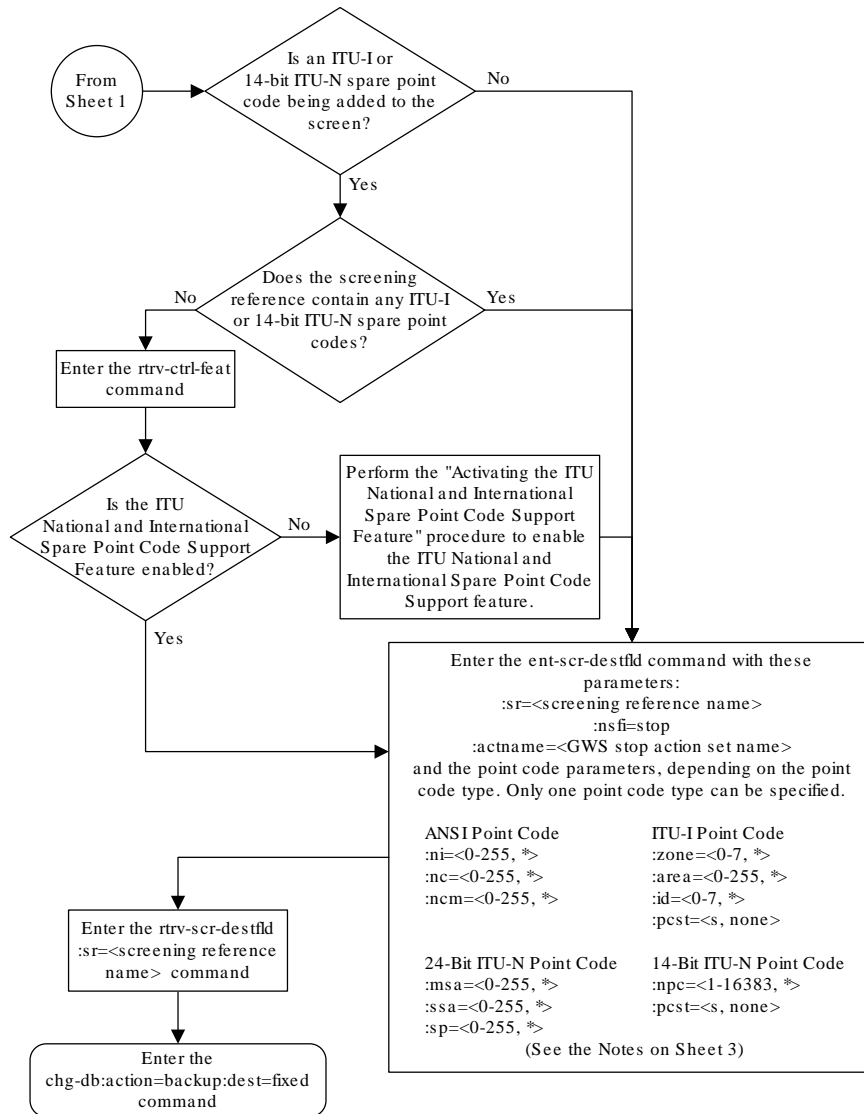 From
Sheet 1
Is an ITU-I or
14-bit ITU-N spare point
code being added to the
screen?
No
Yes
Does the screening
reference contain any ITU-I
or 14-bit ITU-N spare point
codes?
No
Yes
Enter the rtrv-ctrl-feat
command
Is the ITU
National and International
Spare Point Code Support
Feature enabled?
No
Yes
Perform the "Activating the ITU
National and International
Spare Point Code Support
Feature" procedure to enable
the ITU National and
International Spare Point Code
Support feature.
Enter the ent-scr-destfld command with these
parameters:
:sr=<screening reference name>
:nsfi=stop
:actname=<GWS stop action set name>
and the point code parameters, depending on the point
code type. Only one point code type can be specified.
ANSI Point Code
:ni=<0-255, *>
:nc=<0-255, *>
:ncm=<0-255, *>
ITU-I Point Code
:zone=<0-7, *>
:area=<0-255, *>
:id=<0-7, *>
:pcst=<s, none>
24-Bit ITU-N Point Code
:msa=<0-255, *>
:ssa=<0-255, *>
:sp=<0-255, *>
14-Bit ITU-N Point Code
:npc=<1-16383, *>
:pcst=<s, none>
(See the Notes on Sheet 3)
Enter the rtrv-scr-destfld
:sr=<screening reference
name> command
Enter the
chg-db:action=backup:dest=fixed
command